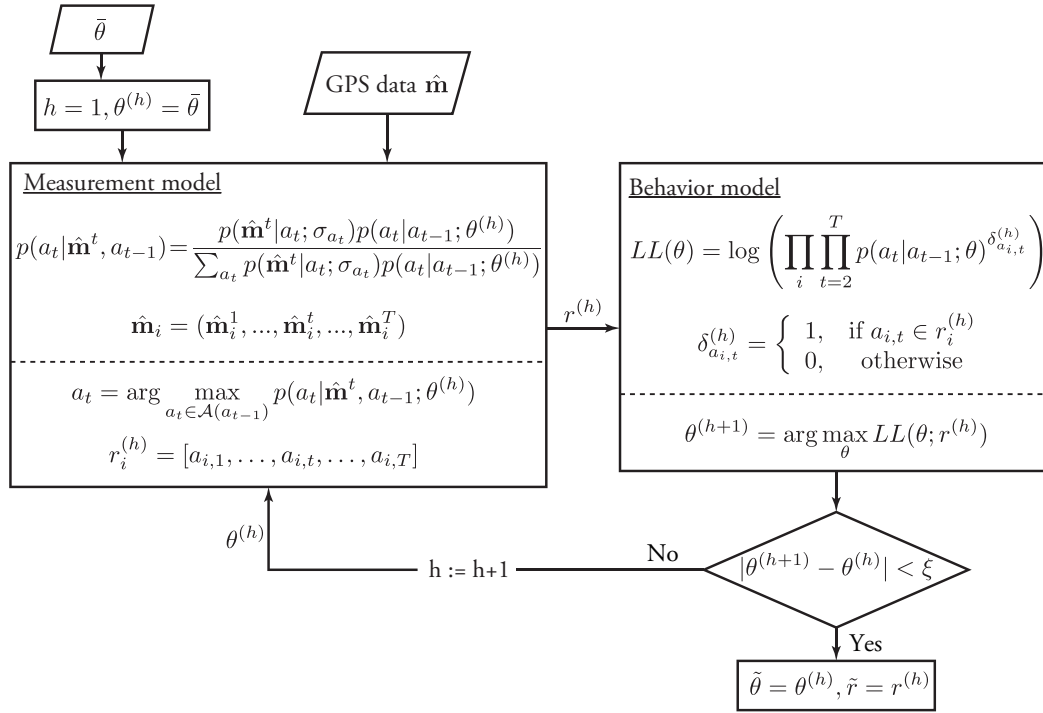 θ̄
h = 1, θ^{(h)} = θ̄
GPS data m̂
Measurement model
p(a_t|m̂^t, a_{t−1}) = \frac{p(m̂^t|a_t; σ_{a_t})p(a_t|a_{t−1}; θ^{(h)})}{∑_{a_t} p(m̂^t|a_t; σ_{a_t})p(a_t|a_{t−1}; θ^{(h)})}
m̂_i = (m̂_i^1, ..., m̂_i^t, ..., m̂_i^T)
a_t = arg max_{a_t∈𝒜(a_{t−1})} p(a_t|m̂^t, a_{t−1}; θ^{(h)})
r_i^{(h)} = [a_{i,1}, . . . , a_{i,t}, . . . , a_{i,T}]
r^{(h)}
Behavior model
LL(θ) = log (∏_i ∏_{t=2}^T p(a_t|a_{t−1}; θ)^{δ_{a_{i,t}}^{(h)}})
δ_{a_{i,t}}^{(h)} = { 1, if a_{i,t} ∈ r_i^{(h)}
0, otherwise
θ^{(h+1)} = arg max_θ LL(θ; r^{(h)})
|θ^{(h+1)} − θ^{(h)}| < ξ
No
h := h+1
θ^{(h)}
Yes
θ̃ = θ^{(h)}, r̃ = r^{(h)}